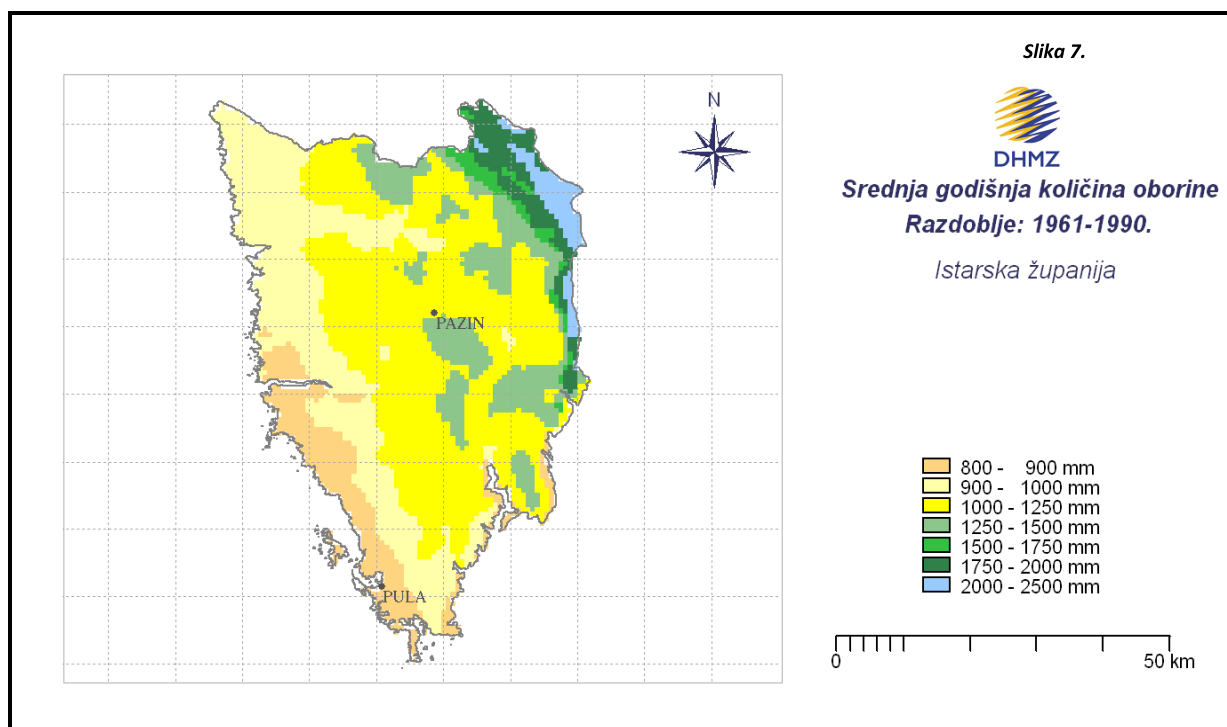 Slika 7.
DHMZ
Srednja godišnja količina oborine
Razdoblje: 1961-1990.
Istarska županija
N
PAZIN
PULA
800 - 900 mm
900 - 1000 mm
1000 - 1250 mm
1250 - 1500 mm
1500 - 1750 mm
1750 - 2000 mm
2000 - 2500 mm
0 50 km